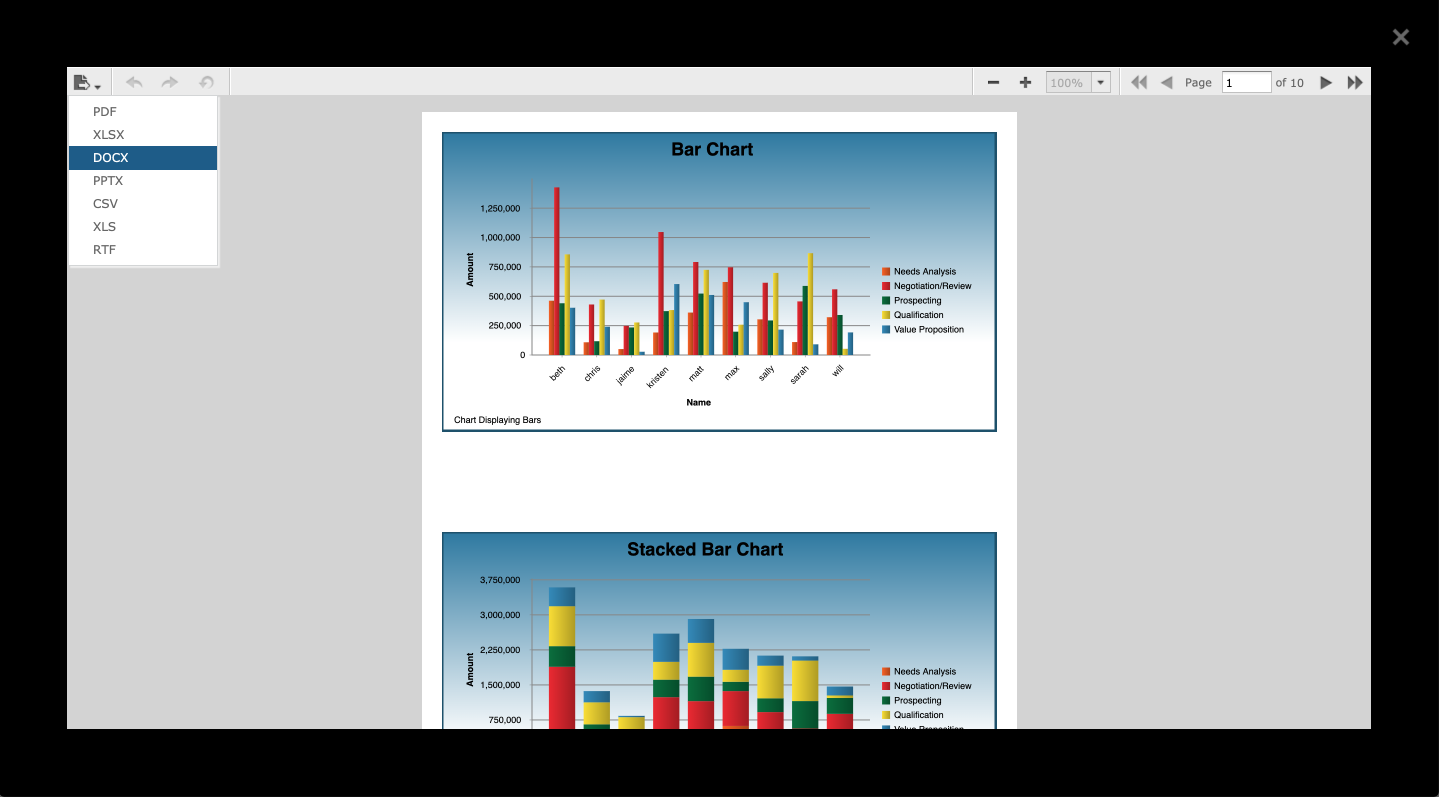 100%
Page
1
of 10
PDF
XLSX
DOCX
PPTX
CSV
XLS
RTF
Bar Chart
1,250,000
1,000,000
750,000
500,000
250,000
0
Amount
beth
chris
jaime
kristen
matt
max
sally
sarah
will
Name
Needs Analysis
Negotiation/Review
Prospecting
Qualification
Value Proposition
Chart Displaying Bars
Stacked Bar Chart
3,750,000
3,000,000
2,250,000
1,500,000
750,000
Amount
Needs Analysis
Negotiation/Review
Prospecting
Qualification
Value Proposition